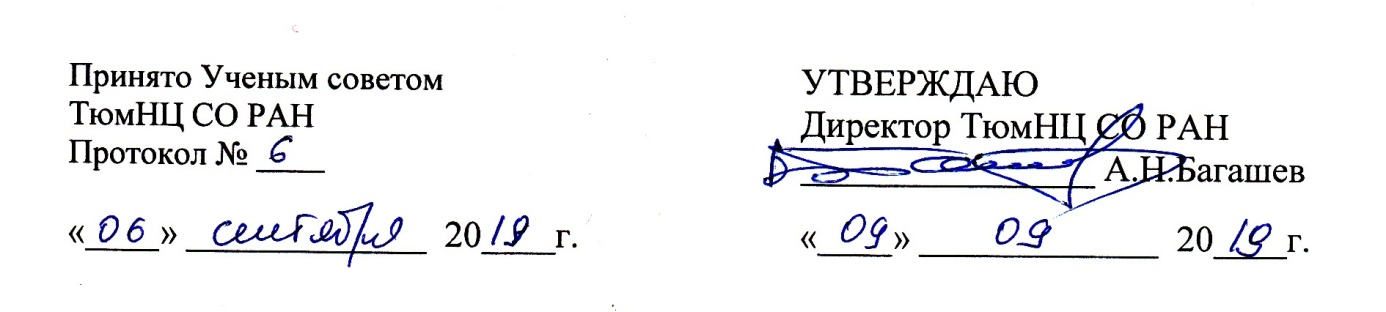 Принято Ученым советом
ТюмНЦ СО РАН
Протокол № 6
«06» сентября 2019 г.
УТВЕРЖДАЮ
Директор ТюмНЦ СО РАН
А.Н.Багашев
«09» 09 2019 г.